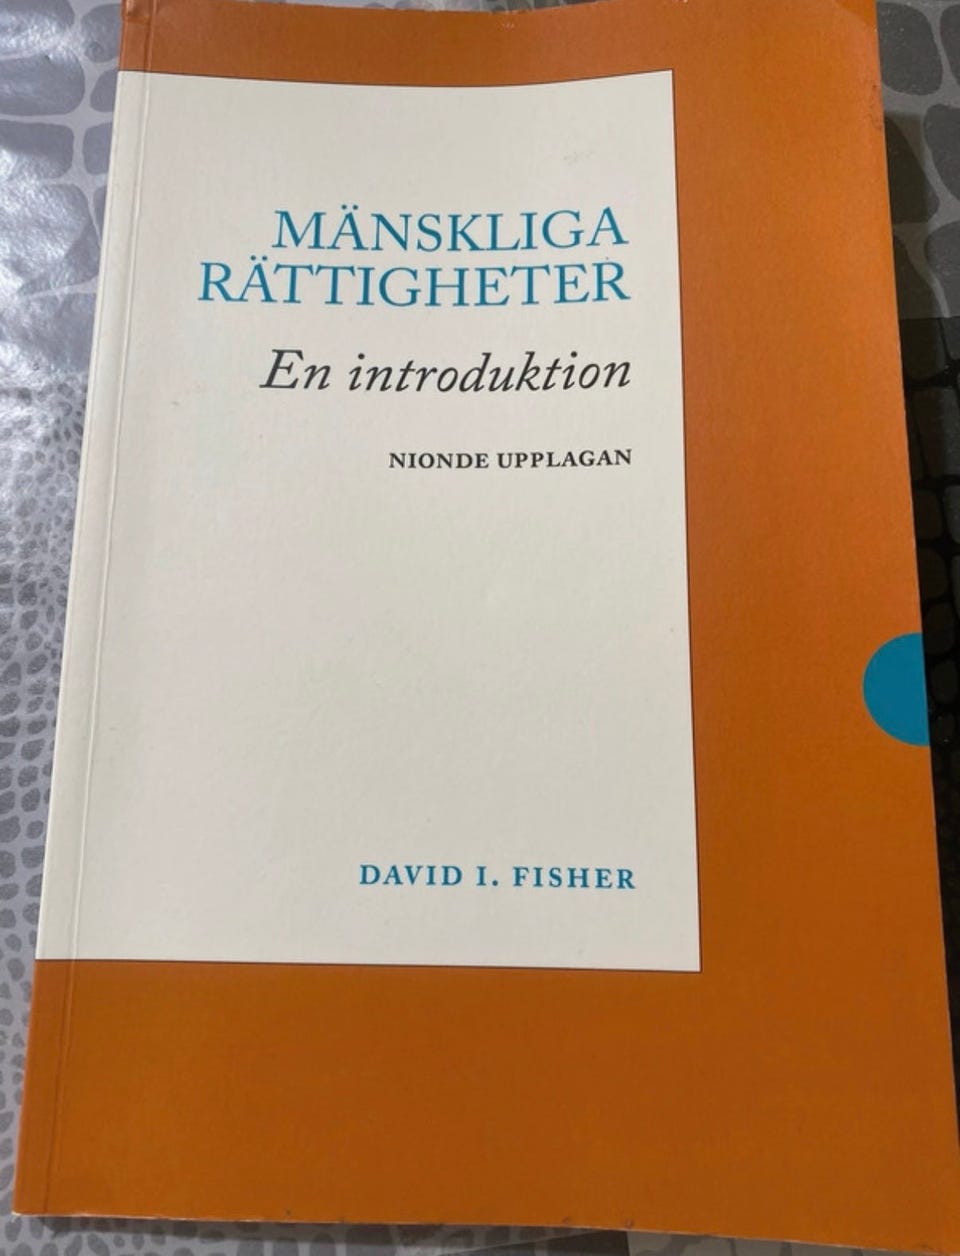 MÄNSKLIGA
RÄTTIGHETER
En introduktion
NIONDE UPPLAGAN
DAVID I. FISHER